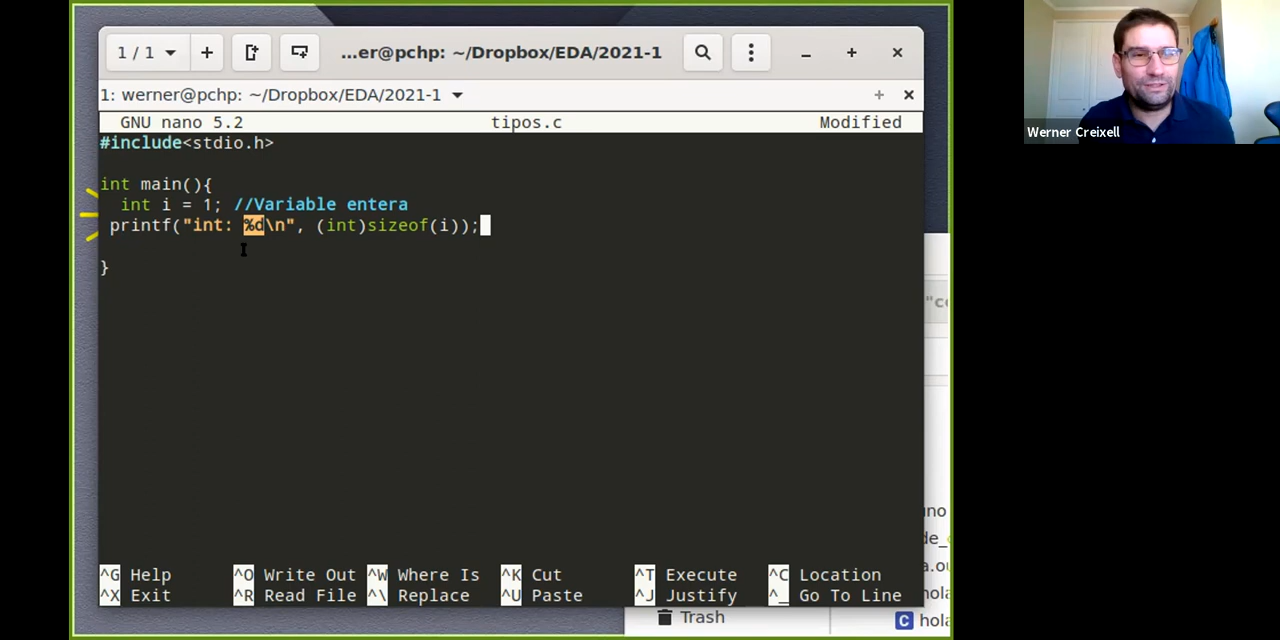 1 / 1
...er@pchp: ~/Dropbox/EDA/2021-1
1: werner@pchp: ~/Dropbox/EDA/2021-1
GNU nano 5.2 tipos.c Modified
#include<stdio.h>
int main(){
int i = 1; //Variable entera
printf("int: %d\n", (int)sizeof(i));
}
^G Help ^O Write Out ^W Where Is ^K Cut ^T Execute ^C Location
^X Exit ^R Read File ^\ Replace ^U Paste ^J Justify ^_ Go To Line
Trash
Werner Creixell